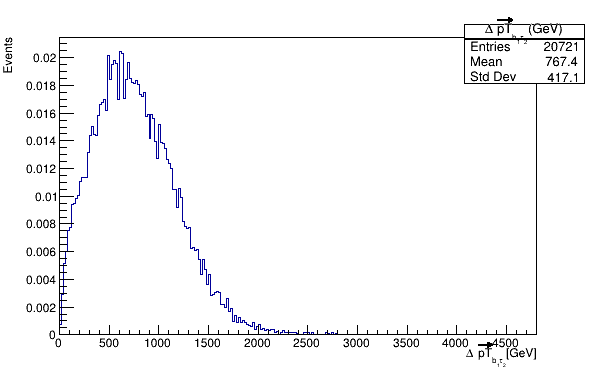 Δ pT b₁τ₂ (GeV)
Entries 20721
Mean 767.4
Std Dev 417.1
Events
0.02
0.018
0.016
0.014
0.012
0.01
0.008
0.006
0.004
0.002
0
0 500 1000 1500 2000 2500 3000 3500 4000 4500
Δ pT b₁τ₂ [GeV]